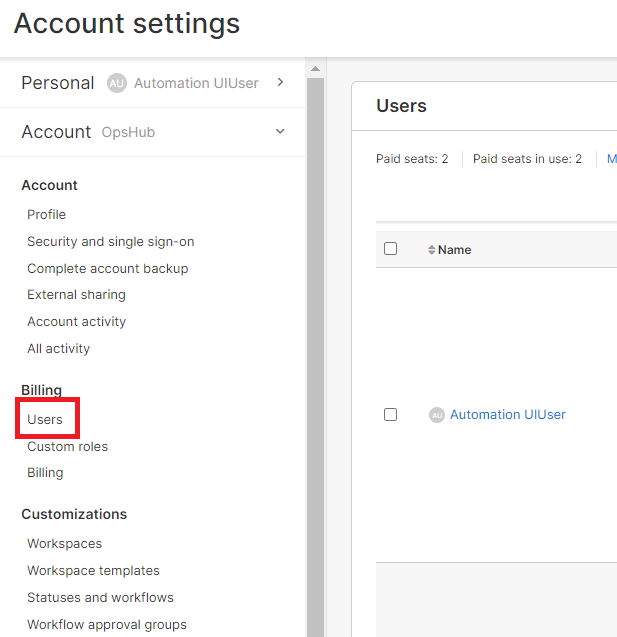 Account settings
Personal AU Automation UIUser
Account OpsHub
Account
Profile
Security and single sign-on
Complete account backup
External sharing
Account activity
All activity
Billing
Users
Custom roles
Billing
Customizations
Workspaces
Workspace templates
Statuses and workflows
Workflow approval groups
Users
Paid seats: 2 Paid seats in use: 2 M
Name
AU Automation UIUser